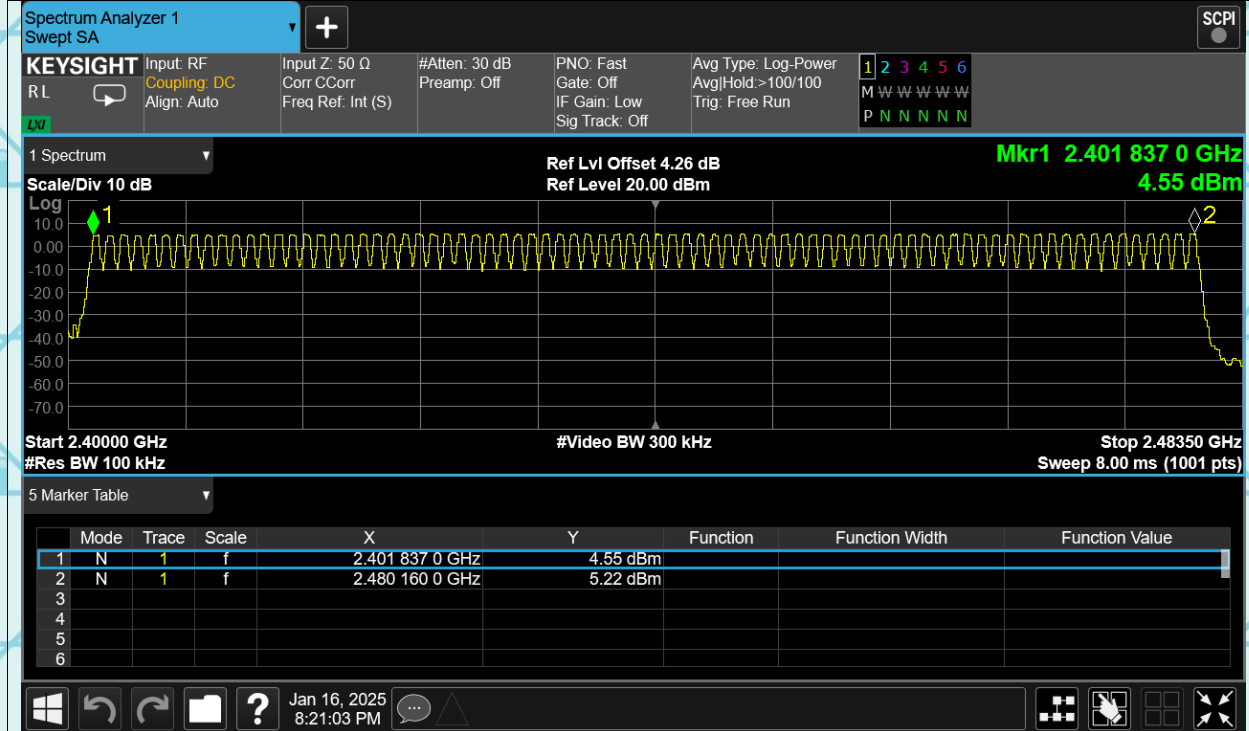 Spectrum Analyzer 1
Swept SA
SCPI
KEYSIGHT
R L
LXI
Input: RF
Coupling: DC
Align: Auto
Input Z: 50 Ω
Corr CCorr
Freq Ref: Int (S)
#Atten: 30 dB
Preamp: Off
PNO: Fast
Gate: Off
IF Gain: Low
Sig Track: Off
Avg Type: Log-Power
Avg|Hold:>100/100
Trig: Free Run
1 2 3 4 5 6
M W W W W W
P N N N N N
1 Spectrum
Scale/Div 10 dB
Ref Lvl Offset 4.26 dB
Ref Level 20.00 dBm
Mkr1 2.401 837 0 GHz
4.55 dBm
Log
10.0
0.00
-10.0
-20.0
-30.0
-40.0
-50.0
-60.0
-70.0
1
2
Start 2.40000 GHz
#Video BW 300 kHz
Stop 2.48350 GHz
#Res BW 100 kHz
Sweep 8.00 ms (1001 pts)
5 Marker Table
Mode Trace Scale X Y Function Function Width Function Value
1 N 1 f 2.401 837 0 GHz 4.55 dBm
2 N 1 f 2.480 160 0 GHz 5.22 dBm
3
4
5
6
?
Jan 16, 2025
8:21:03 PM